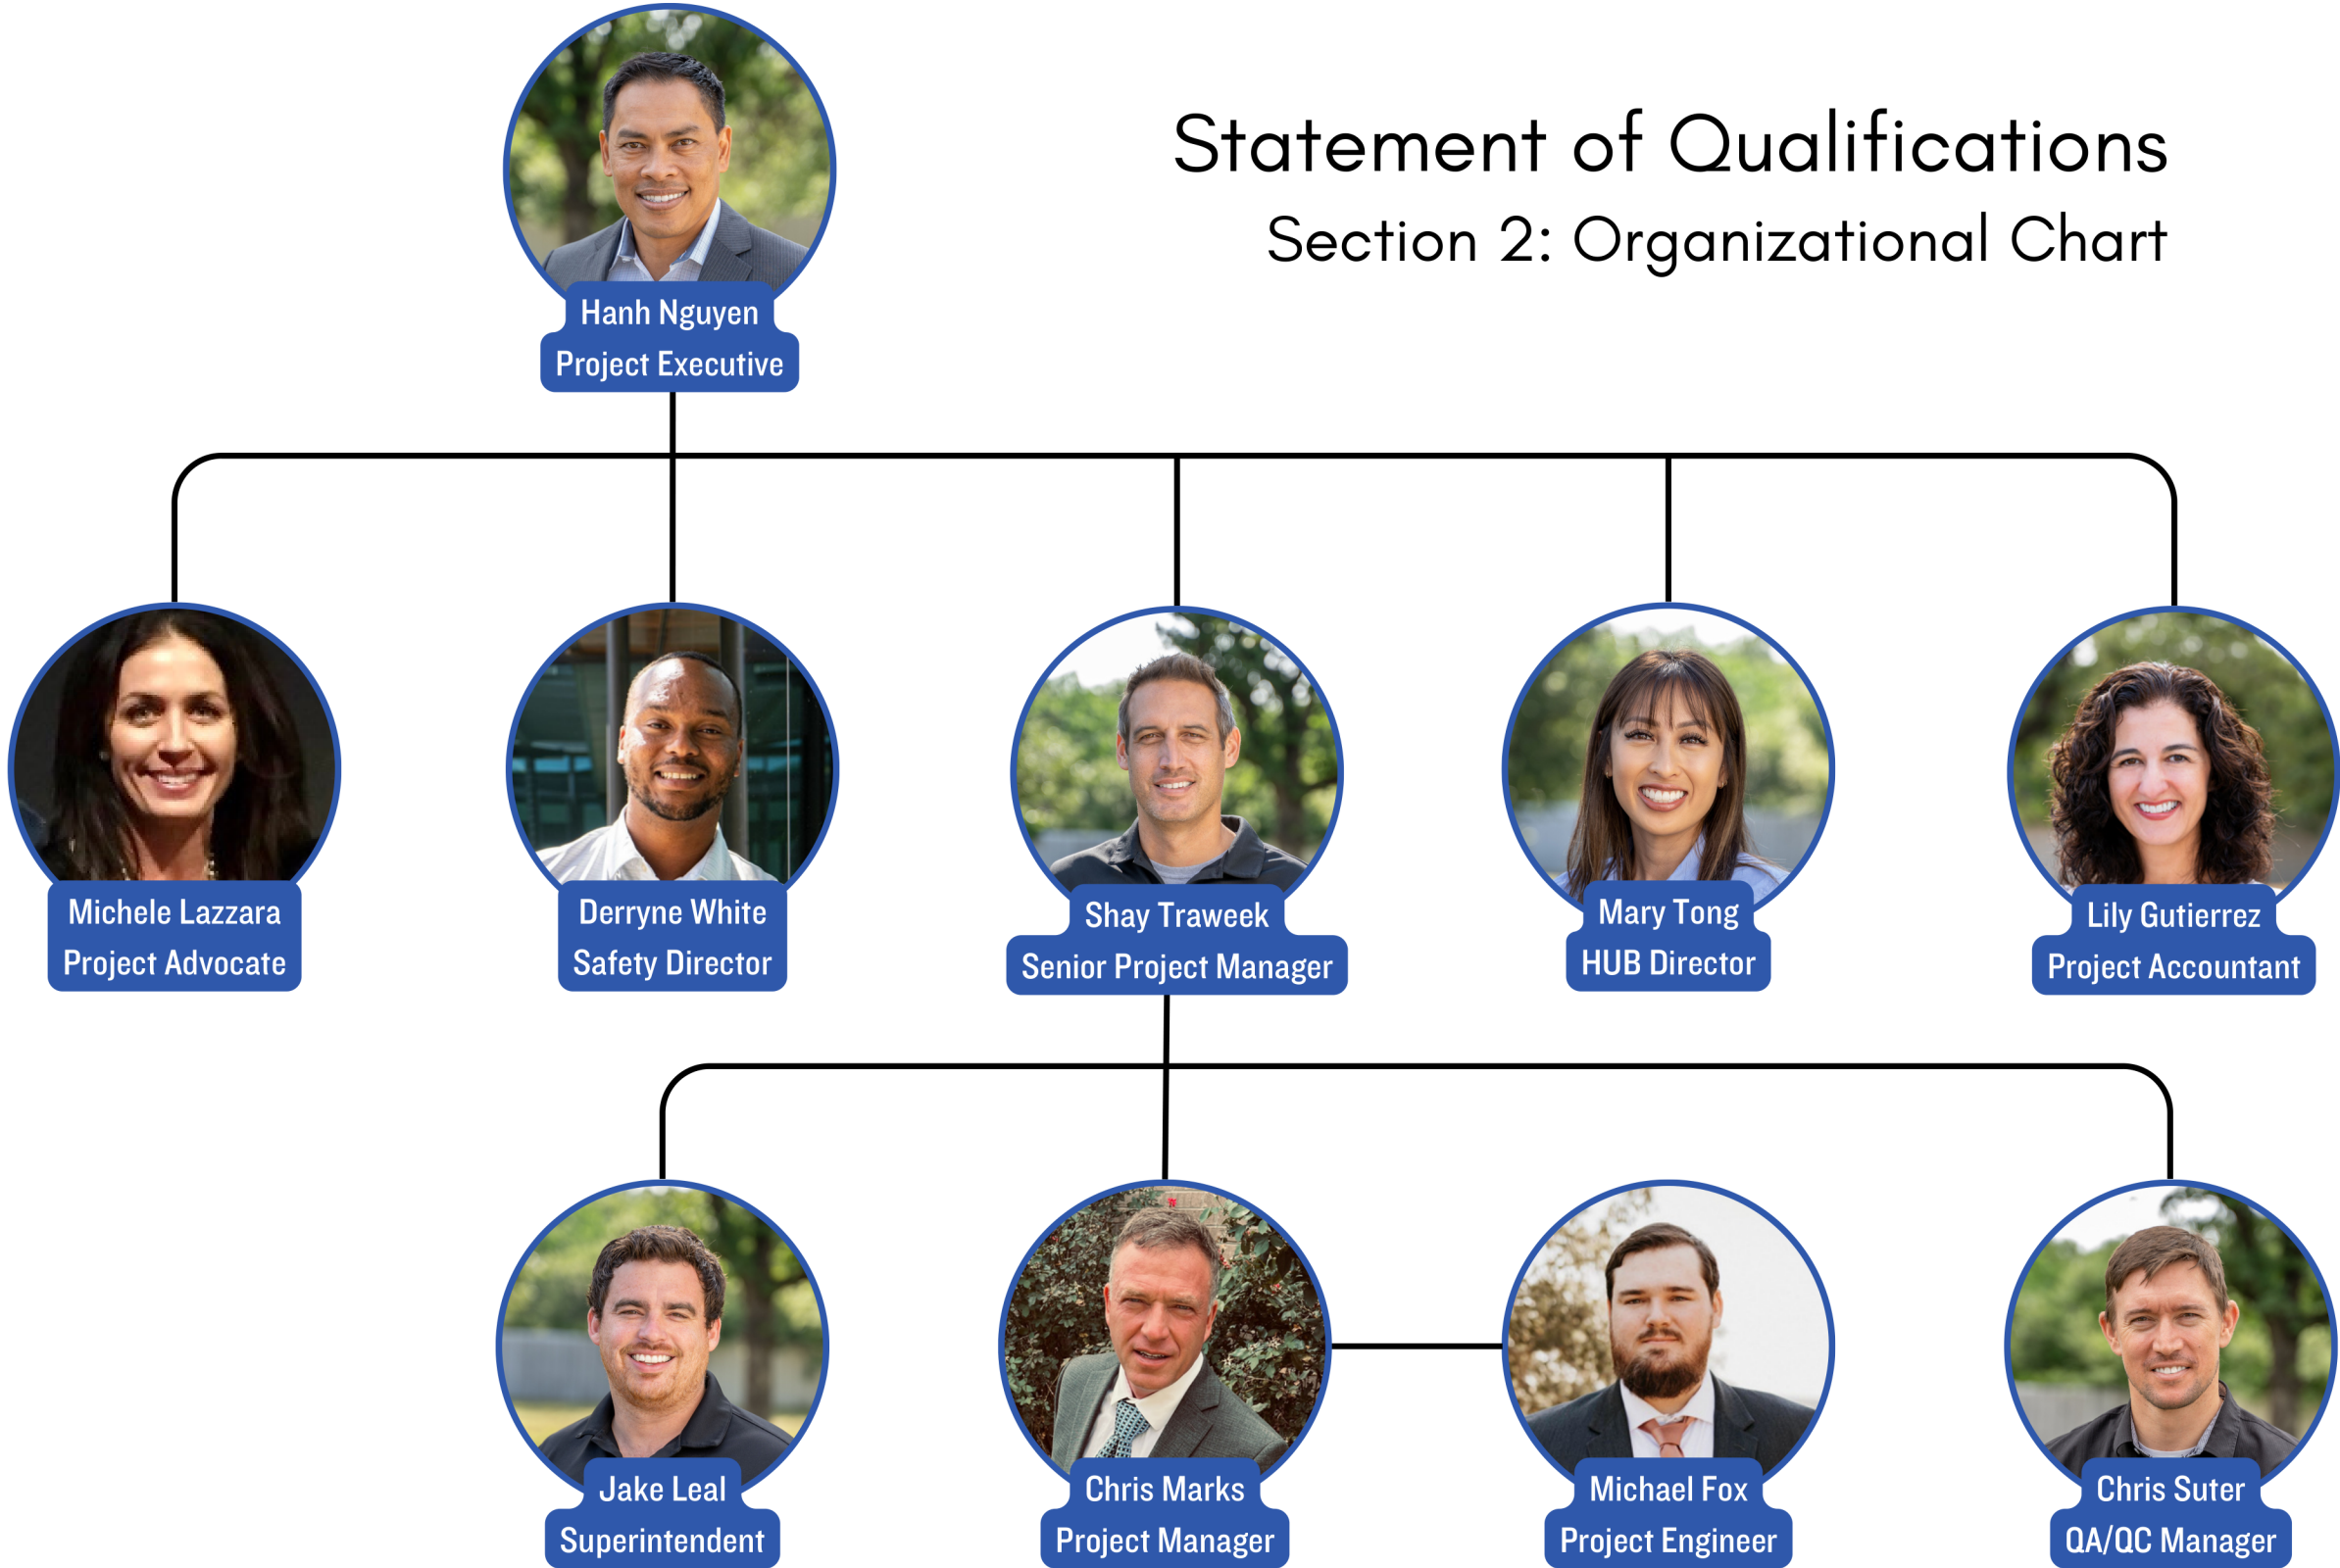 Statement of Qualifications
Section 2: Organizational Chart
Hanh Nguyen
Project Executive
Michele Lazzara
Project Advocate
Derryne White
Safety Director
Shay Traweek
Senior Project Manager
Mary Tong
HUB Director
Lily Gutierrez
Project Accountant
Jake Leal
Superintendent
Chris Marks
Project Manager
Michael Fox
Project Engineer
Chris Suter
QA/QC Manager